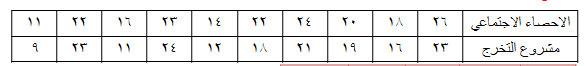 الاحصاء الاجتماعي ٢٦ ١٨ ٢٠ ٢٤ ٢٢ ١٤ ٢٣ ١٦ ٢٢ ١١
مشروع التخرج ٢٣ ١٦ ١٩ ٢١ ١٨ ١٢ ٢٤ ١١ ٢٣ ٩